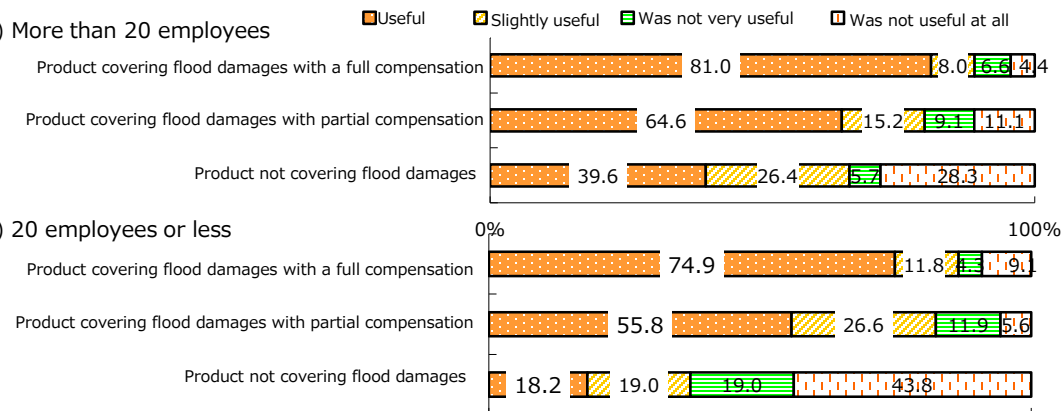 Useful Slightly useful Was not very useful Was not useful at all
) More than 20 employees
Product covering flood damages with a full compensation 81.0 8.0 6.6 4.4
Product covering flood damages with partial compensation 64.6 15.2 9.1 11.1
Product not covering flood damages 39.6 26.4 5.7 28.3
) 20 employees or less 0% 100%
Product covering flood damages with a full compensation 74.9 11.8 4.3 9.1
Product covering flood damages with partial compensation 55.8 26.6 11.9 5.6
Product not covering flood damages 18.2 19.0 19.0 43.8